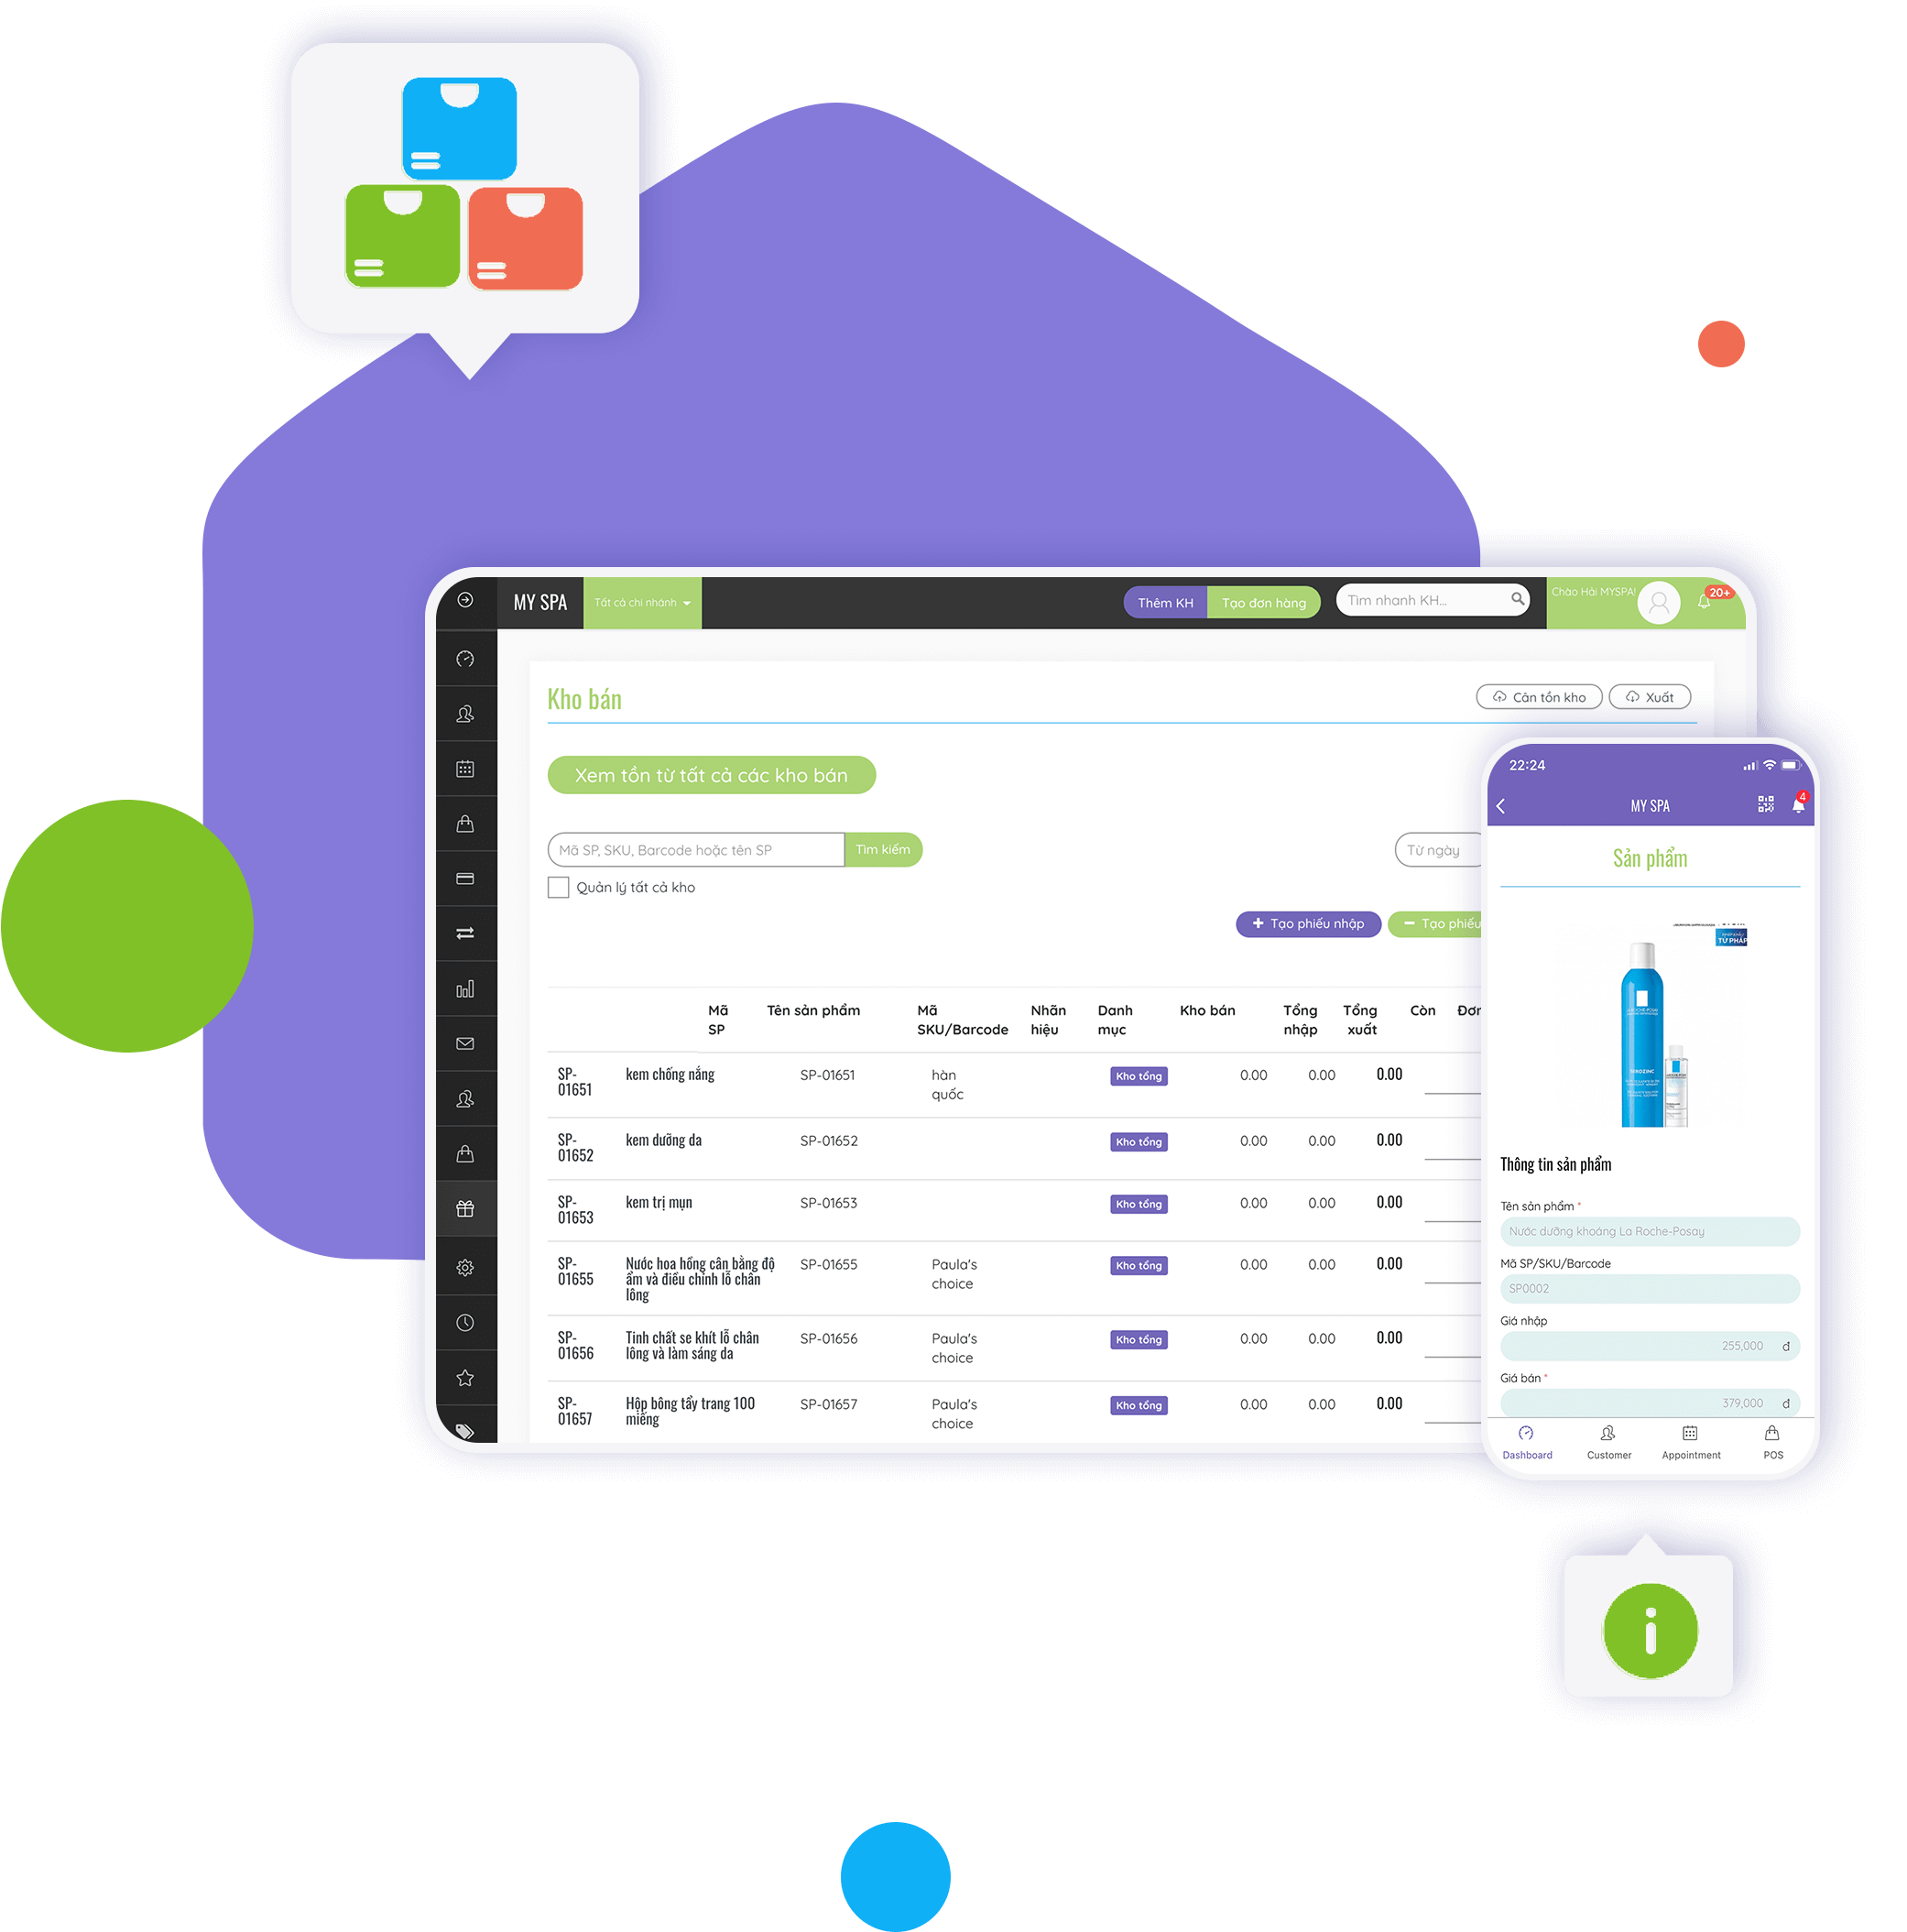 MY SPA
Tất cả chi nhánh
Thêm KH
Tạo đơn hàng
Tìm nhanh KH...
Chào Hải MYSPA!
20+
Kho bán
Cân tồn kho
Xuất
Xem tồn từ tất cả các kho bán
Mã SP, SKU, Barcode hoặc tên SP
Tìm kiếm
Từ ngày
Quản lý tất cả kho
Tạo phiếu nhập
Tạo phiếu
Mã SP Tên sản phẩm Mã SKU/Barcode Nhãn hiệu Danh mục Kho bán Tổng nhập Tổng xuất Còn Đơn
SP-01651 kem chống nắng SP-01651 hàn quốc Kho tổng 0.00 0.00 0.00
SP-01652 kem dưỡng da SP-01652 Kho tổng 0.00 0.00 0.00
SP-01653 kem trị mụn SP-01653 Kho tổng 0.00 0.00 0.00
SP-01655 Nước hoa hồng cân bằng độ ẩm và điều chỉnh lỗ chân lông SP-01655 Paula's choice Kho tổng 0.00 0.00 0.00
SP-01656 Tinh chất se khít lỗ chân lông và làm sáng da SP-01656 Paula's choice Kho tổng 0.00 0.00 0.00
SP-01657 Hộp bông tẩy trang 100 miếng SP-01657 Paula's choice Kho tổng 0.00 0.00 0.00
22:24
MY SPA
4
Sản phẩm
TỪ PHÁP
LA ROCHE-POSAY
SEROZINC
Thông tin sản phẩm
Tên sản phẩm *
Nước dưỡng khoáng La Roche-Posay
Mã SP/SKU/Barcode
SP0002
Giá nhập
255,000 đ
Giá bán *
379,000 đ
Dashboard
Customer
Appointment
POS